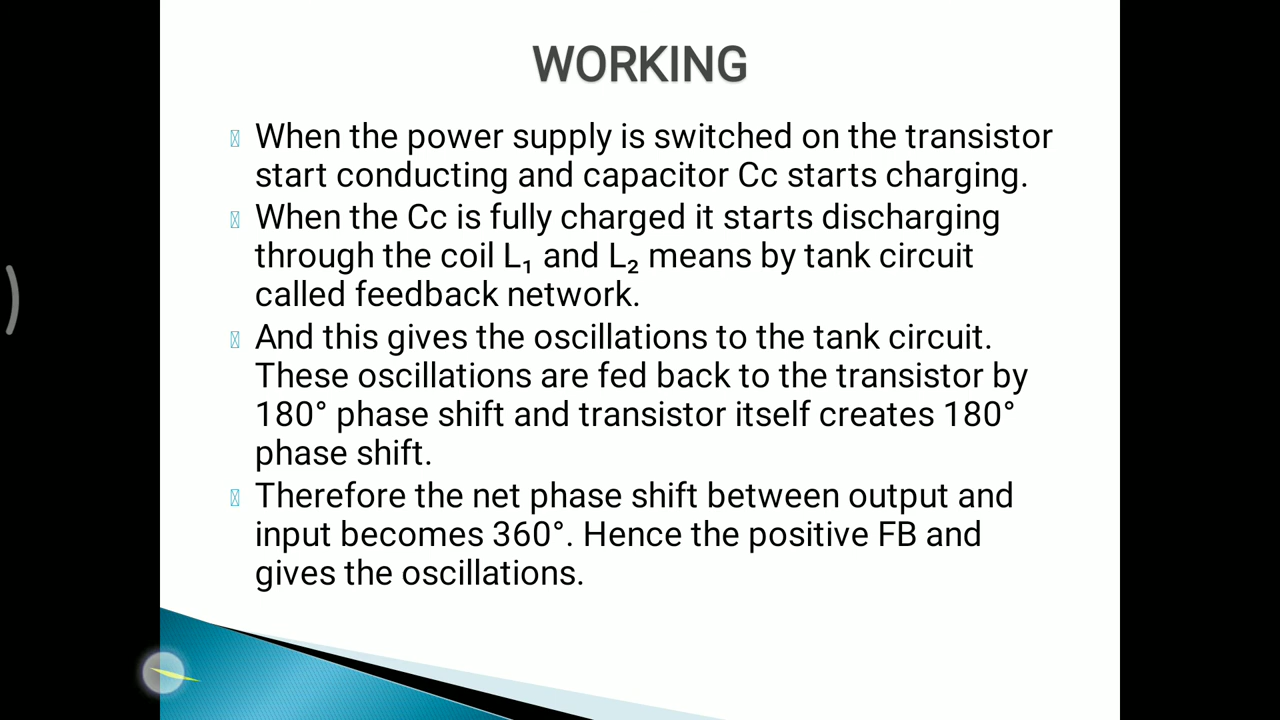 WORKING
When the power supply is switched on the transistor
start conducting and capacitor Cc starts charging.
When the Cc is fully charged it starts discharging
through the coil L₁ and L₂ means by tank circuit
called feedback network.
And this gives the oscillations to the tank circuit.
These oscillations are fed back to the transistor by
180° phase shift and transistor itself creates 180°
phase shift.
Therefore the net phase shift between output and
input becomes 360°. Hence the positive FB and
gives the oscillations.